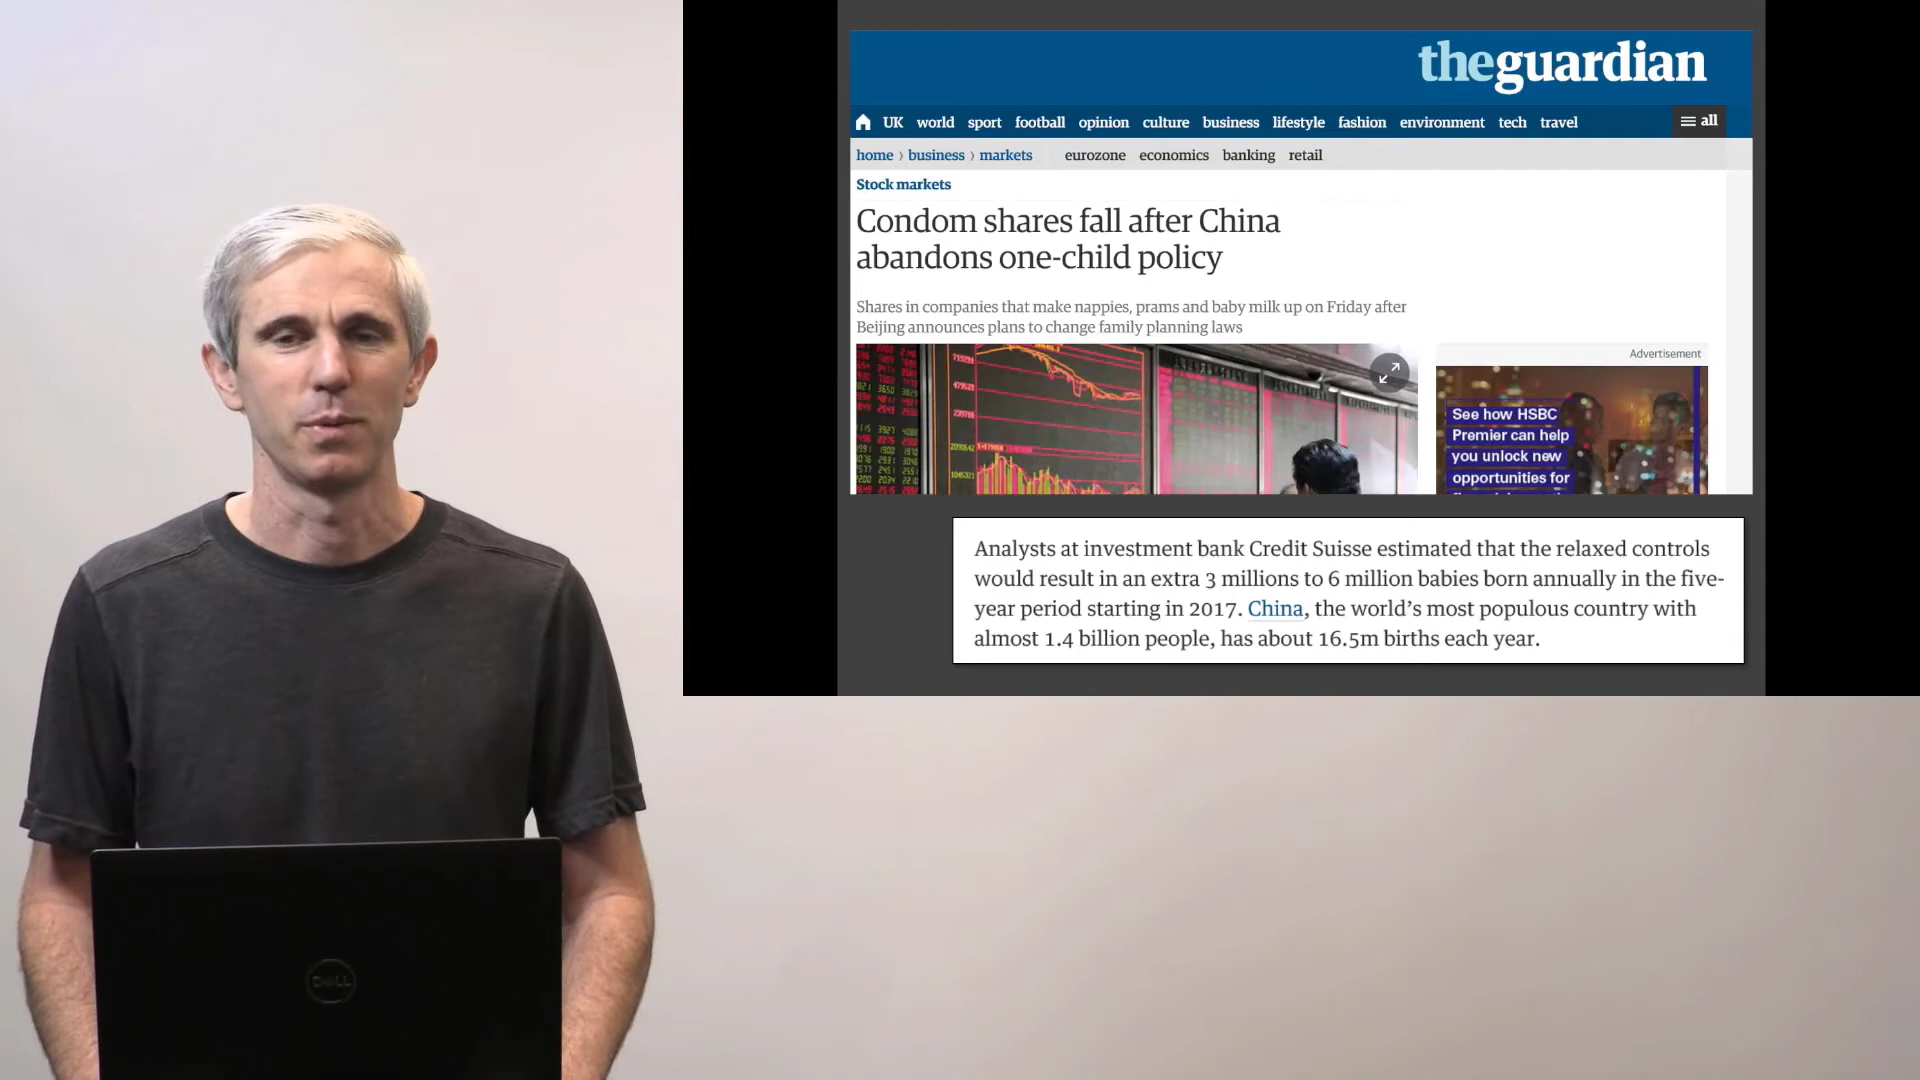 theguardian
UK world sport football opinion culture business lifestyle fashion environment tech travel all
home › business › markets eurozone economics banking retail
Stock markets
Condom shares fall after China
abandons one-child policy
Shares in companies that make nappies, prams and baby milk up on Friday after
Beijing announces plans to change family planning laws
Advertisement
See how HSBC
Premier can help
you unlock new
opportunities for
Analysts at investment bank Credit Suisse estimated that the relaxed controls
would result in an extra 3 millions to 6 million babies born annually in the five-
year period starting in 2017. China, the world’s most populous country with
almost 1.4 billion people, has about 16.5m births each year.
DELL